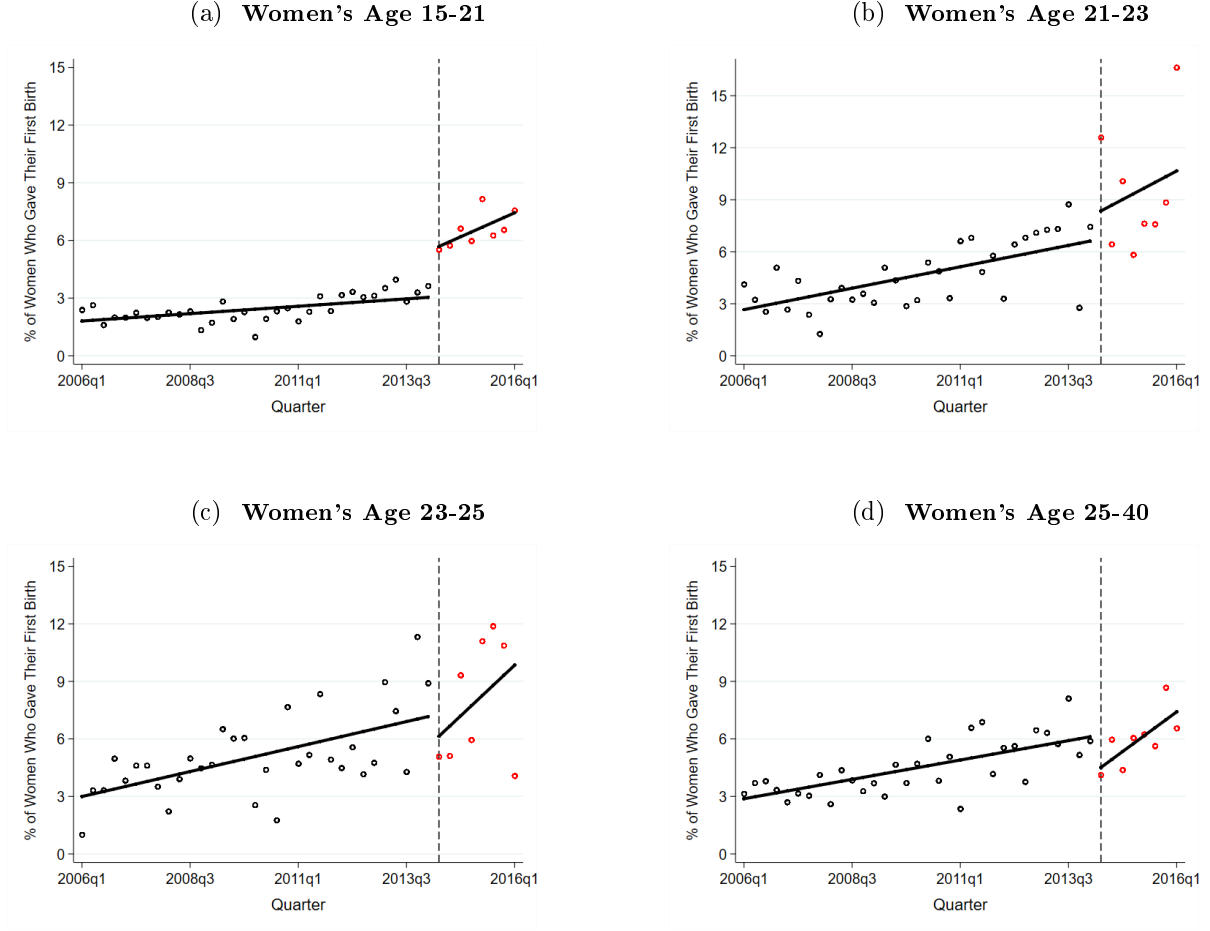 (a) Women's Age 15-21
% of Women Who Gave Their First Birth
15
12
9
6
3
0
2006q1 2008q3 2011q1 2013q3 2016q1
Quarter
(b) Women's Age 21-23
% of Women Who Gave Their First Birth
15
12
9
6
3
0
2006q1 2008q3 2011q1 2013q3 2016q1
Quarter
(c) Women's Age 23-25
% of Women Who Gave Their First Birth
15
12
9
6
3
0
2006q1 2008q3 2011q1 2013q3 2016q1
Quarter
(d) Women's Age 25-40
% of Women Who Gave Their First Birth
15
12
9
6
3
0
2006q1 2008q3 2011q1 2013q3 2016q1
Quarter